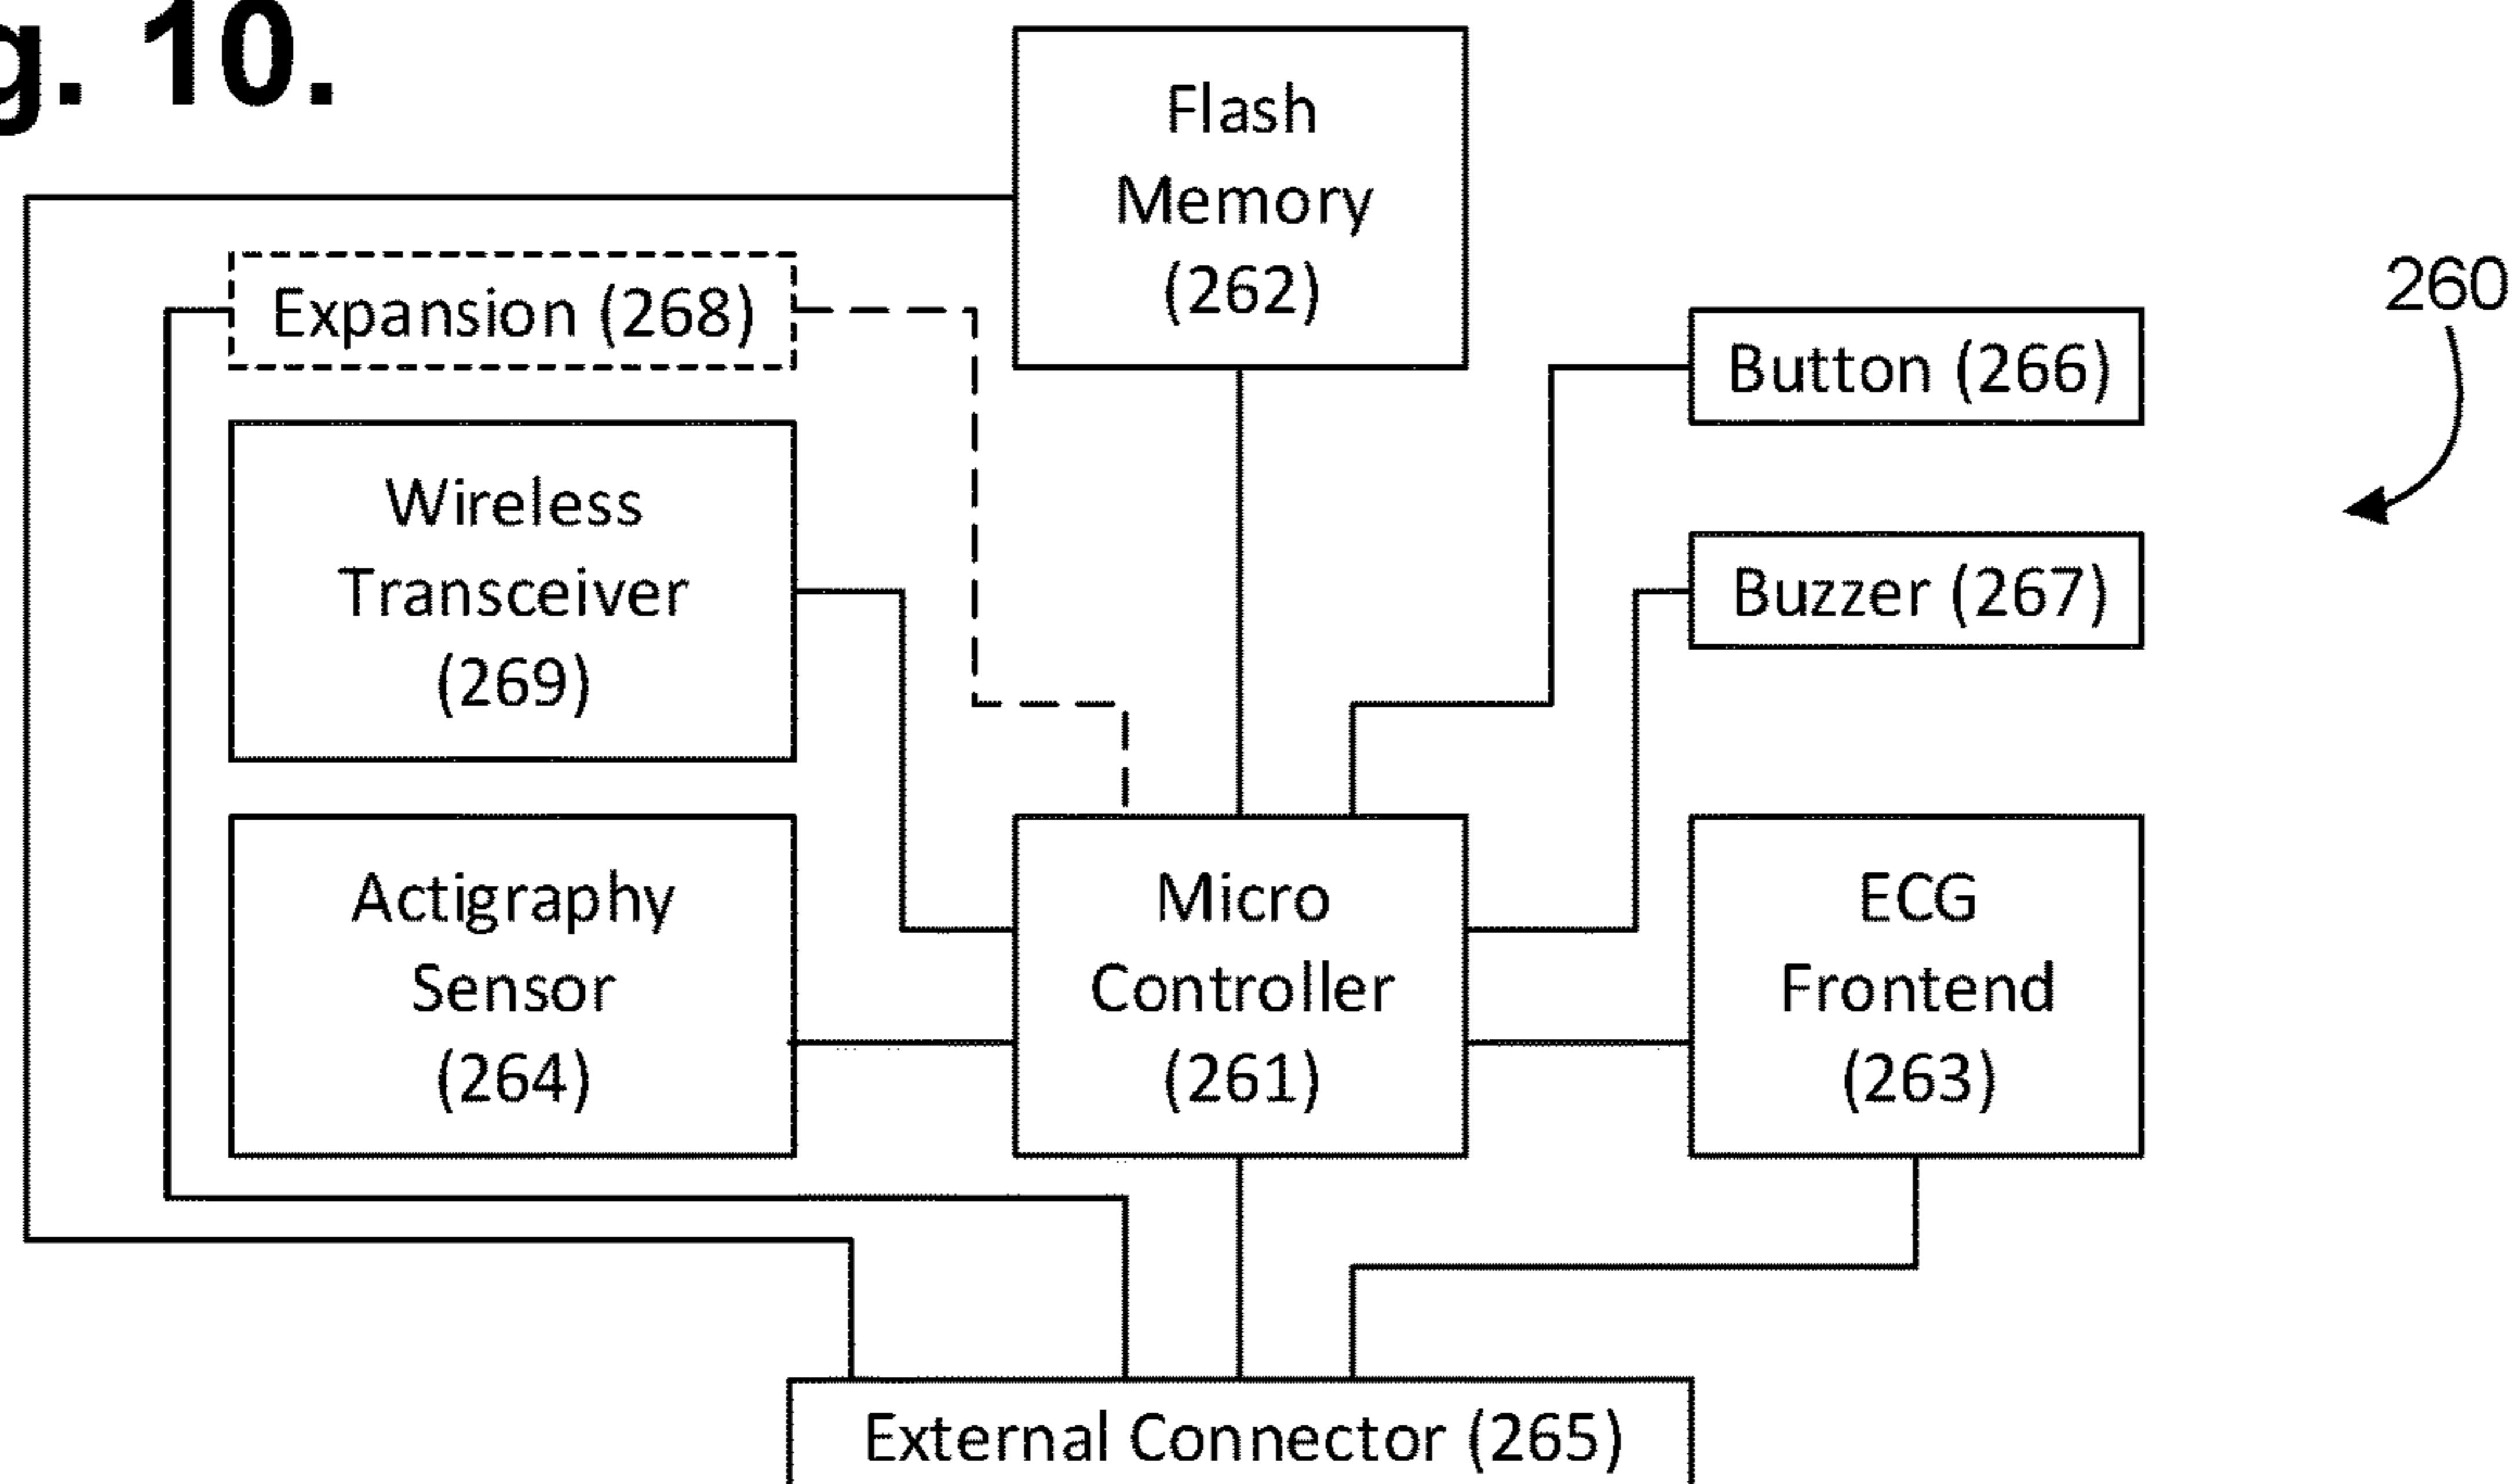 g. 10.
Flash
Memory
(262)
Expansion (268)
260
Button (266)
Wireless
Transceiver
(269)
Buzzer (267)
Actigraphy
Sensor
(264)
Micro
Controller
(261)
ECG
Frontend
(263)
External Connector (265)